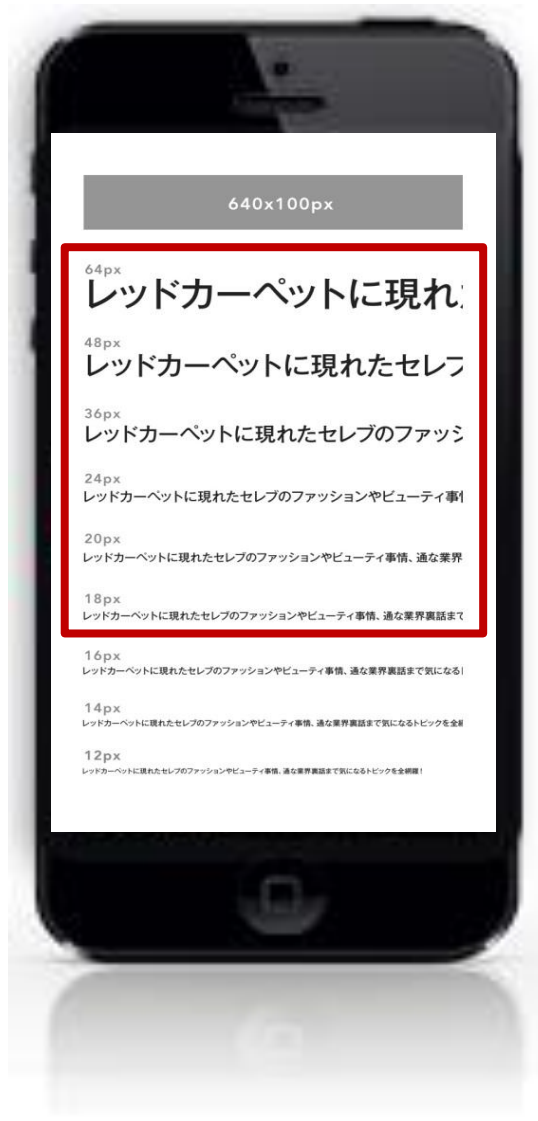 640x100px
64px
レッドカーペットに現れ
48px
レッドカーペットに現れたセレブ
36px
レッドカーペットに現れたセレブのファッシ
24px
レッドカーペットに現れたセレブのファッションやビューティ事
20px
レッドカーペットに現れたセレブのファッションやビューティ事情、通な業界
18px
レッドカーペットに現れたセレブのファッションやビューティ事情、通な業界裏話まで
16px
レッドカーペットに現れたセレブのファッションやビューティ事情、通な業界裏話まで気になる
14px
レッドカーペットに現れたセレブのファッションやビューティ事情、通な業界裏話まで気になるトピックを全
12px
レッドカーペットに現れたセレブのファッションやビューティ事情、通な業界裏話まで気になるトピックを全網羅！